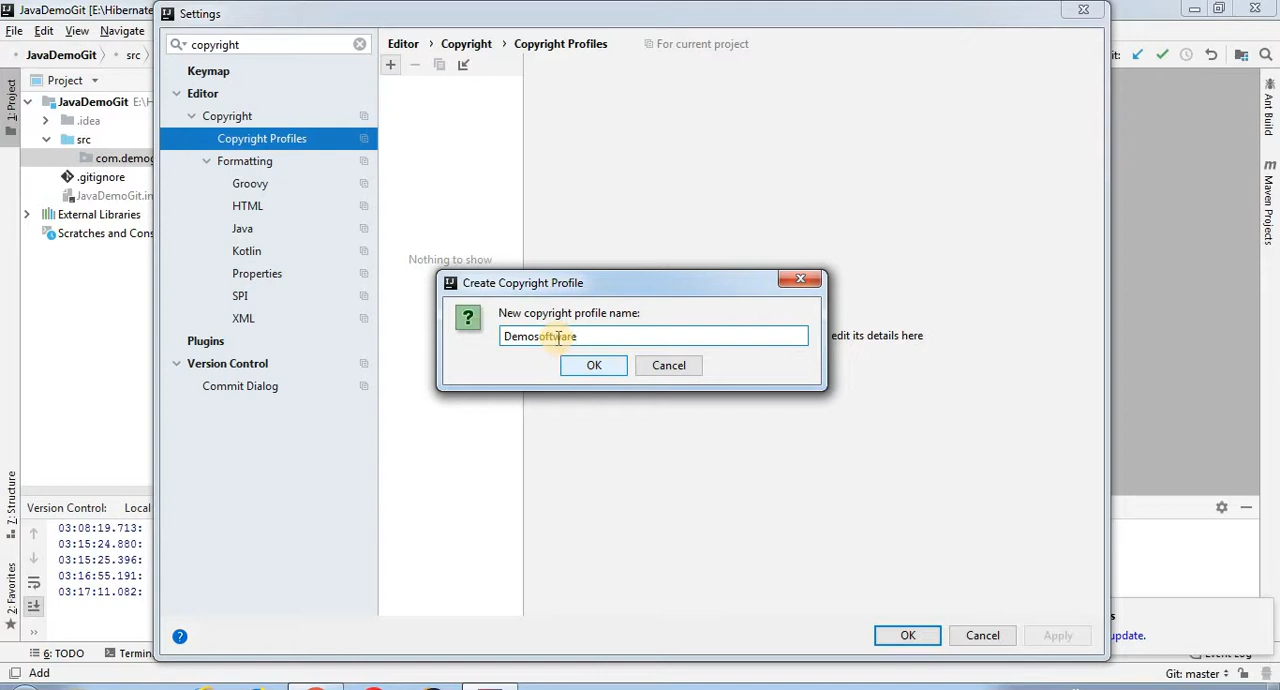 JavaDemoGit [E:\Hibernate
Settings
File Edit View Navigate
copyright
Editor › Copyright › Copyright Profiles
For current project
JavaDemoGit
src
it:
Project
Keymap
Editor
Copyright
Copyright Profiles
Formatting
Groovy
HTML
Java
Kotlin
Properties
SPI
XML
Plugins
Version Control
Commit Dialog
1: Project
JavaDemoGit E:\H
.idea
src
com.demog
.gitignore
JavaDemoGit.im
External Libraries
Scratches and Cons
Nothing to show
Create Copyright Profile
New copyright profile name:
Demosoftware
OK
Cancel
edit its details here
Ant Build
m
Maven Projects
7: Structure
2: Favorites
Version Control: Local
03:08:19.713:
03:15:24.880:
03:15:25.396:
03:16:55.191:
03:17:11.082:
?
OK
Cancel
Apply
s
update.
6: TODO
Termin
Event Log
Add
Git: master